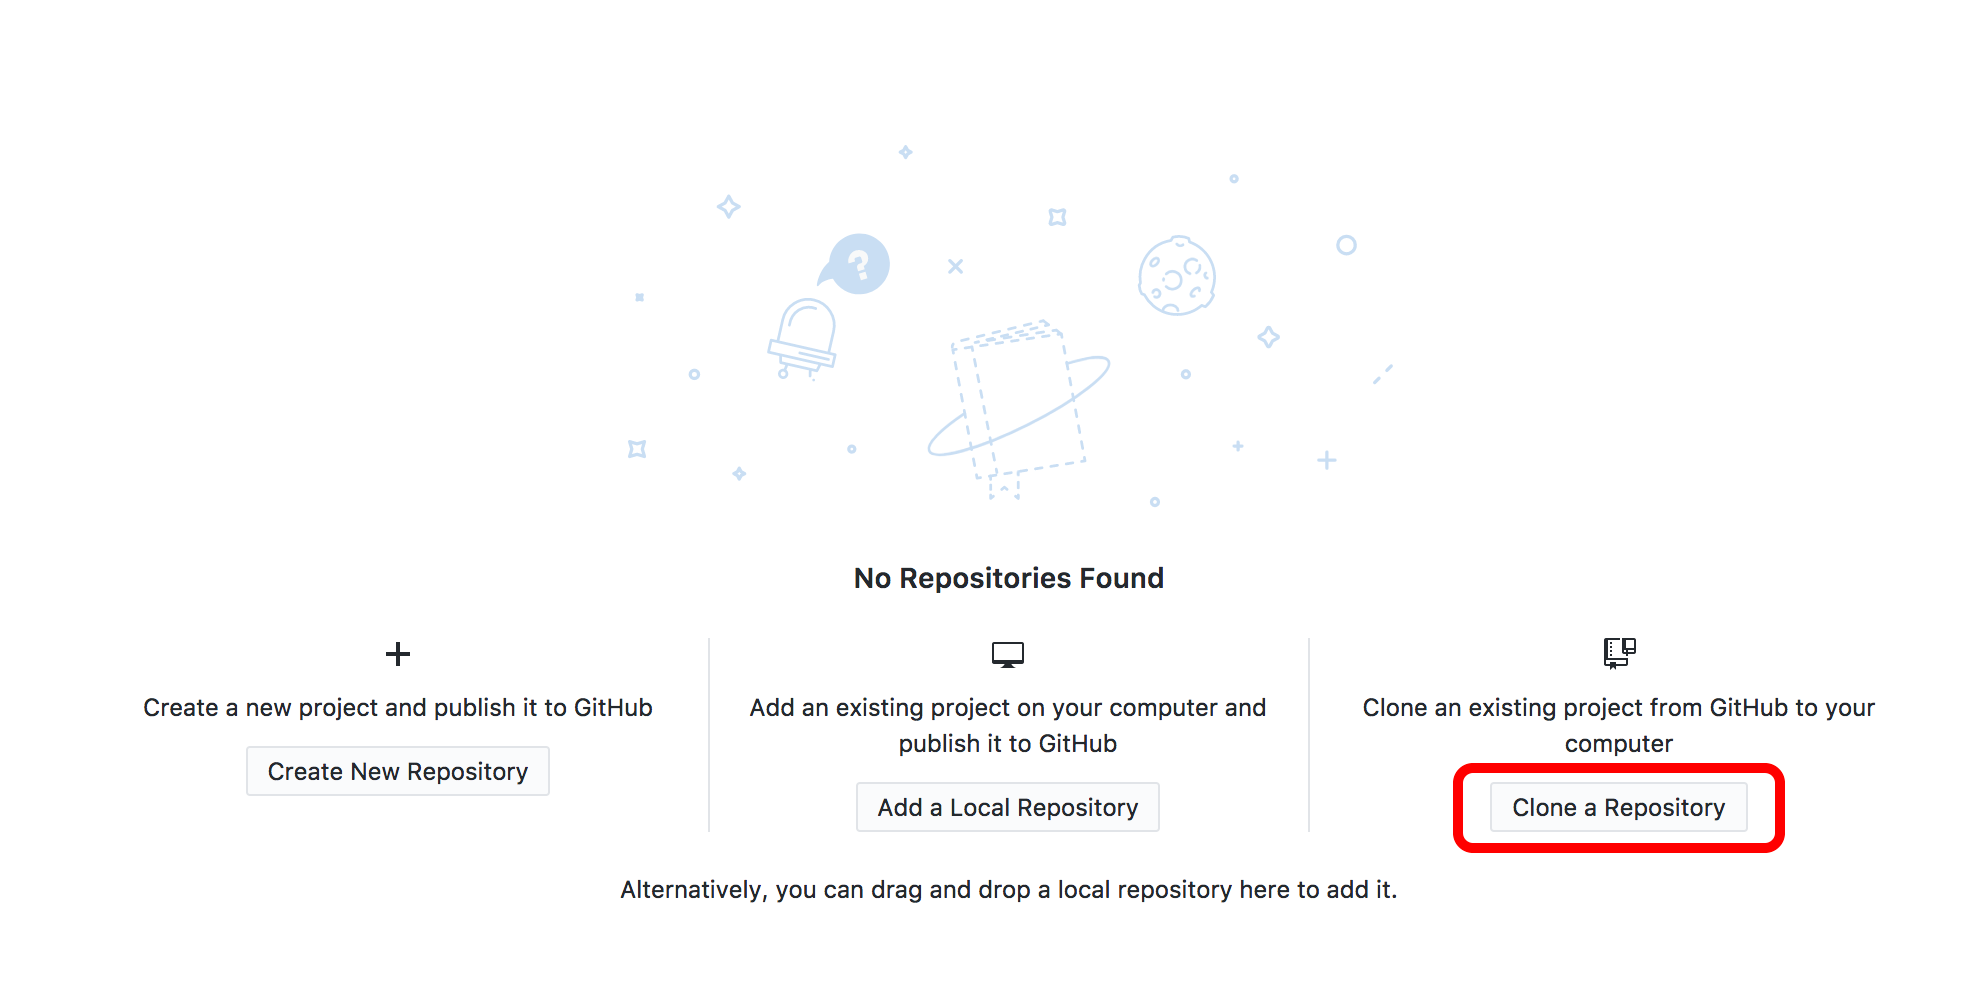 ?
No Repositories Found
Create a new project and publish it to GitHub
Create New Repository
Add an existing project on your computer and
publish it to GitHub
Add a Local Repository
Clone an existing project from GitHub to your
computer
Clone a Repository
Alternatively, you can drag and drop a local repository here to add it.